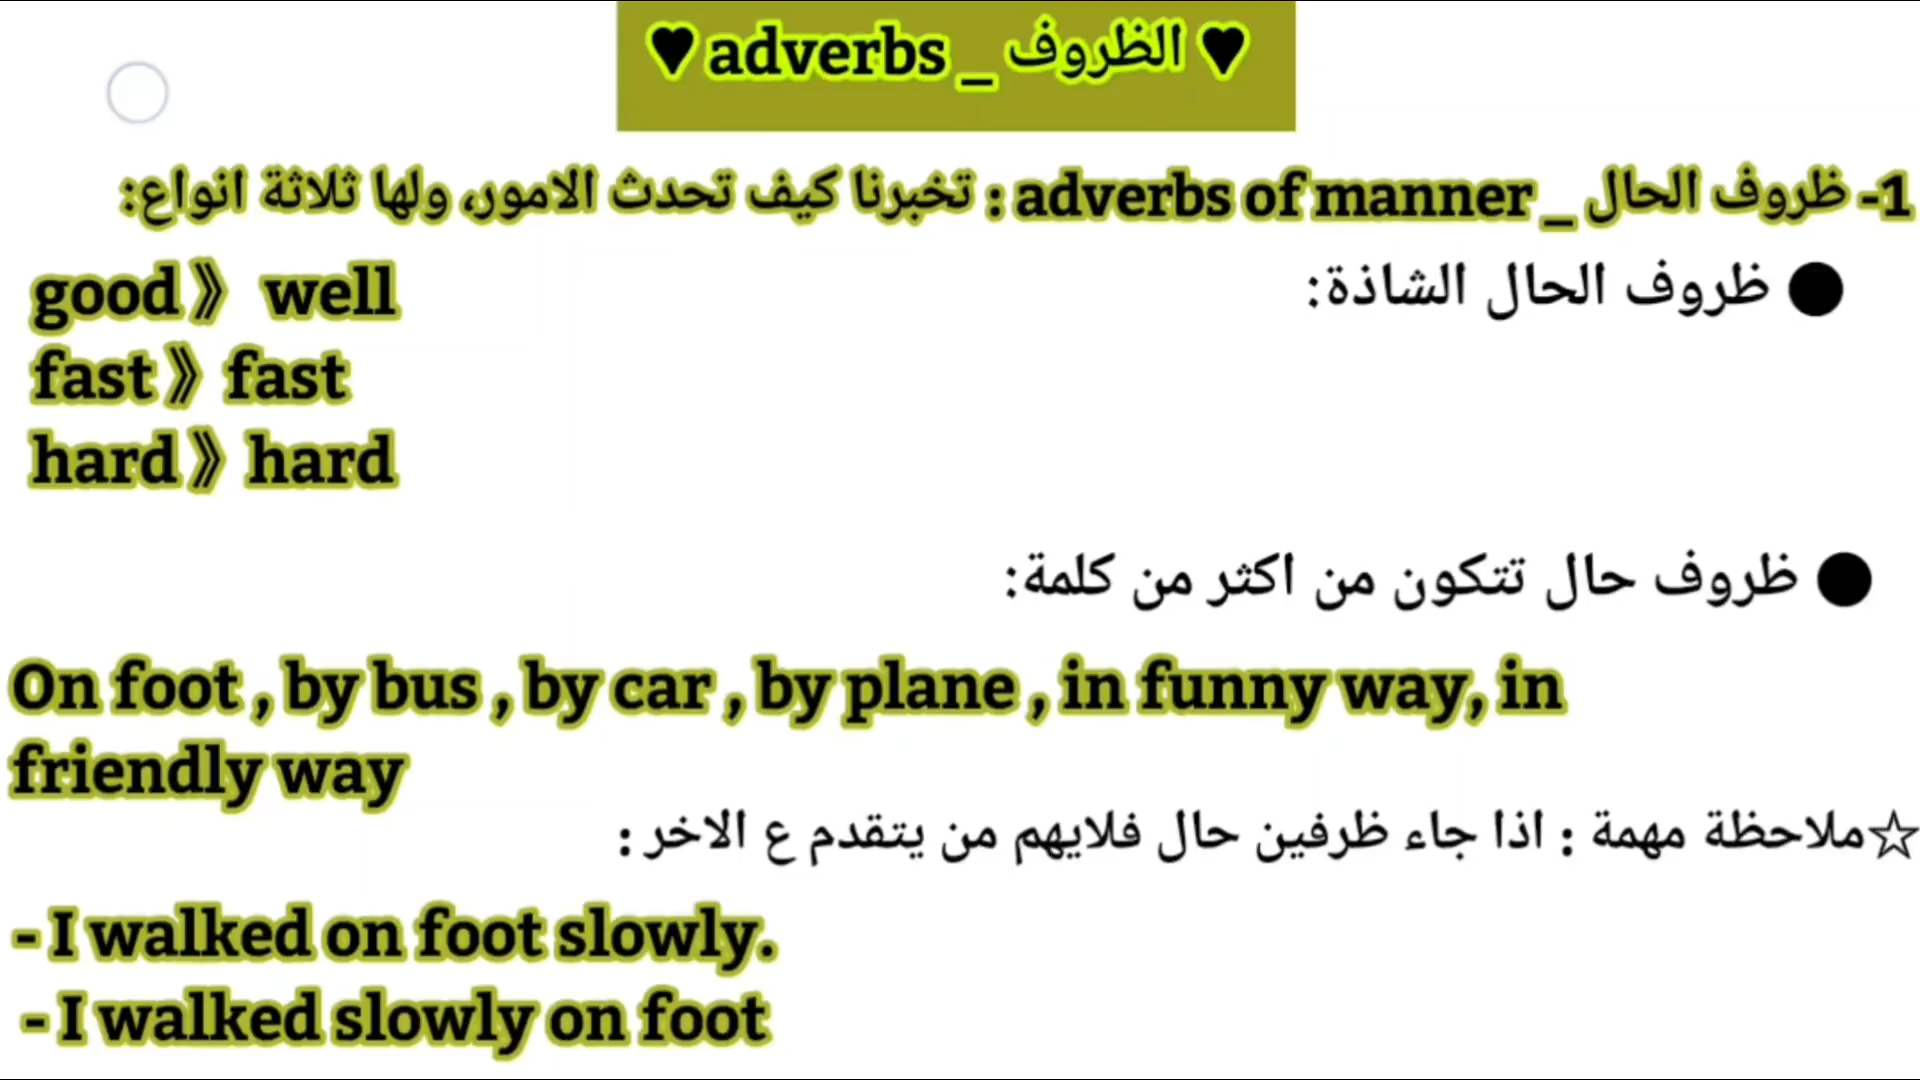 ♥ الظروف _ adverbs ♥
1- ظروف الحال _ adverbs of manner : تخبرنا كيف تحدث الامور، ولها ثلاثة انواع:
● ظروف الحال الشاذة:
good 》 well
fast 》 fast
hard 》 hard
● ظروف حال تتكون من اكثر من كلمة:
On foot , by bus , by car , by plane , in funny way, in
friendly way
☆ملاحظة مهمة : اذا جاء ظرفين حال فلايهم من يتقدم ع الاخر :
- I walked on foot slowly.
- I walked slowly on foot